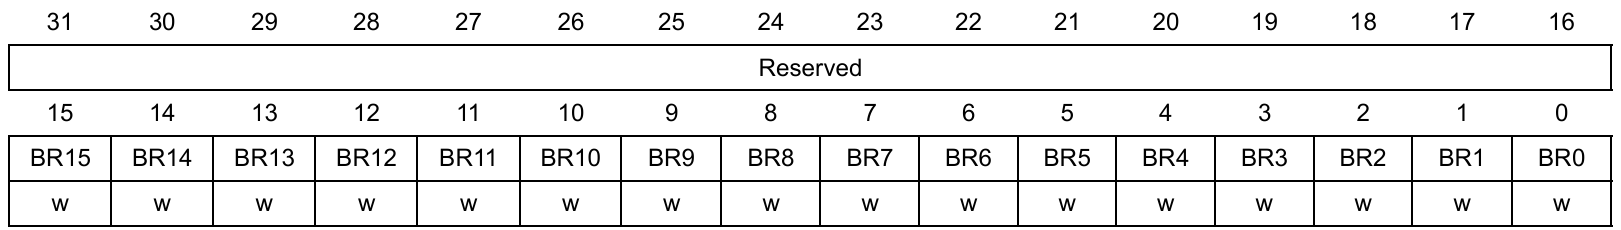 31 30 29 28 27 26 25 24 23 22 21 20 19 18 17 16
Reserved
15 14 13 12 11 10 9 8 7 6 5 4 3 2 1 0
BR15 BR14 BR13 BR12 BR11 BR10 BR9 BR8 BR7 BR6 BR5 BR4 BR3 BR2 BR1 BR0
w w w w w w w w w w w w w w w w